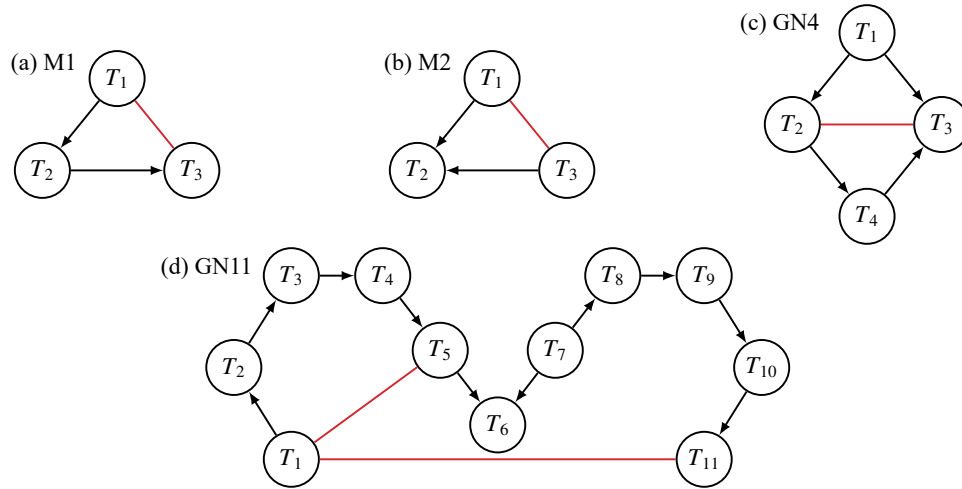 (a) M1
T1
T2
T3
(b) M2
T1
T2
T3
(c) GN4
T1
T2
T3
T4
(d) GN11
T3
T4
T8
T9
T2
T5
T7
T10
T6
T1
T11